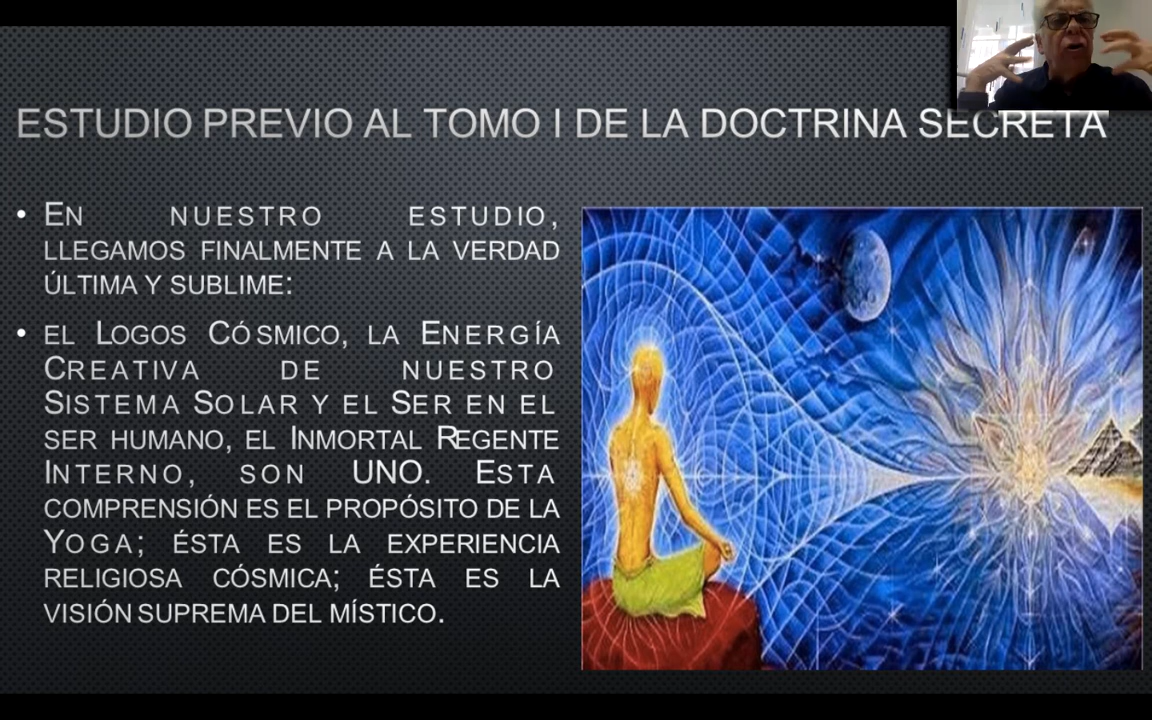 ESTUDIO PREVIO AL TOMO I DE LA DOCTRINA SECRETA
• EN NUESTRO ESTUDIO,
LLEGAMOS FINALMENTE A LA VERDAD
ÚLTIMA Y SUBLIME:
• EL LOGOS CÓSMICO, LA ENERGÍA
CREATIVA DE NUESTRO
SISTEMA SOLAR Y EL SER EN EL
SER HUMANO, EL INMORTAL REGENTE
INTERNO, SON UNO. ESTA
COMPRENSIÓN ES EL PROPÓSITO DE LA
YOGA; ÉSTA ES LA EXPERIENCIA
RELIGIOSA CÓSMICA; ÉSTA ES LA
VISIÓN SUPREMA DEL MÍSTICO.